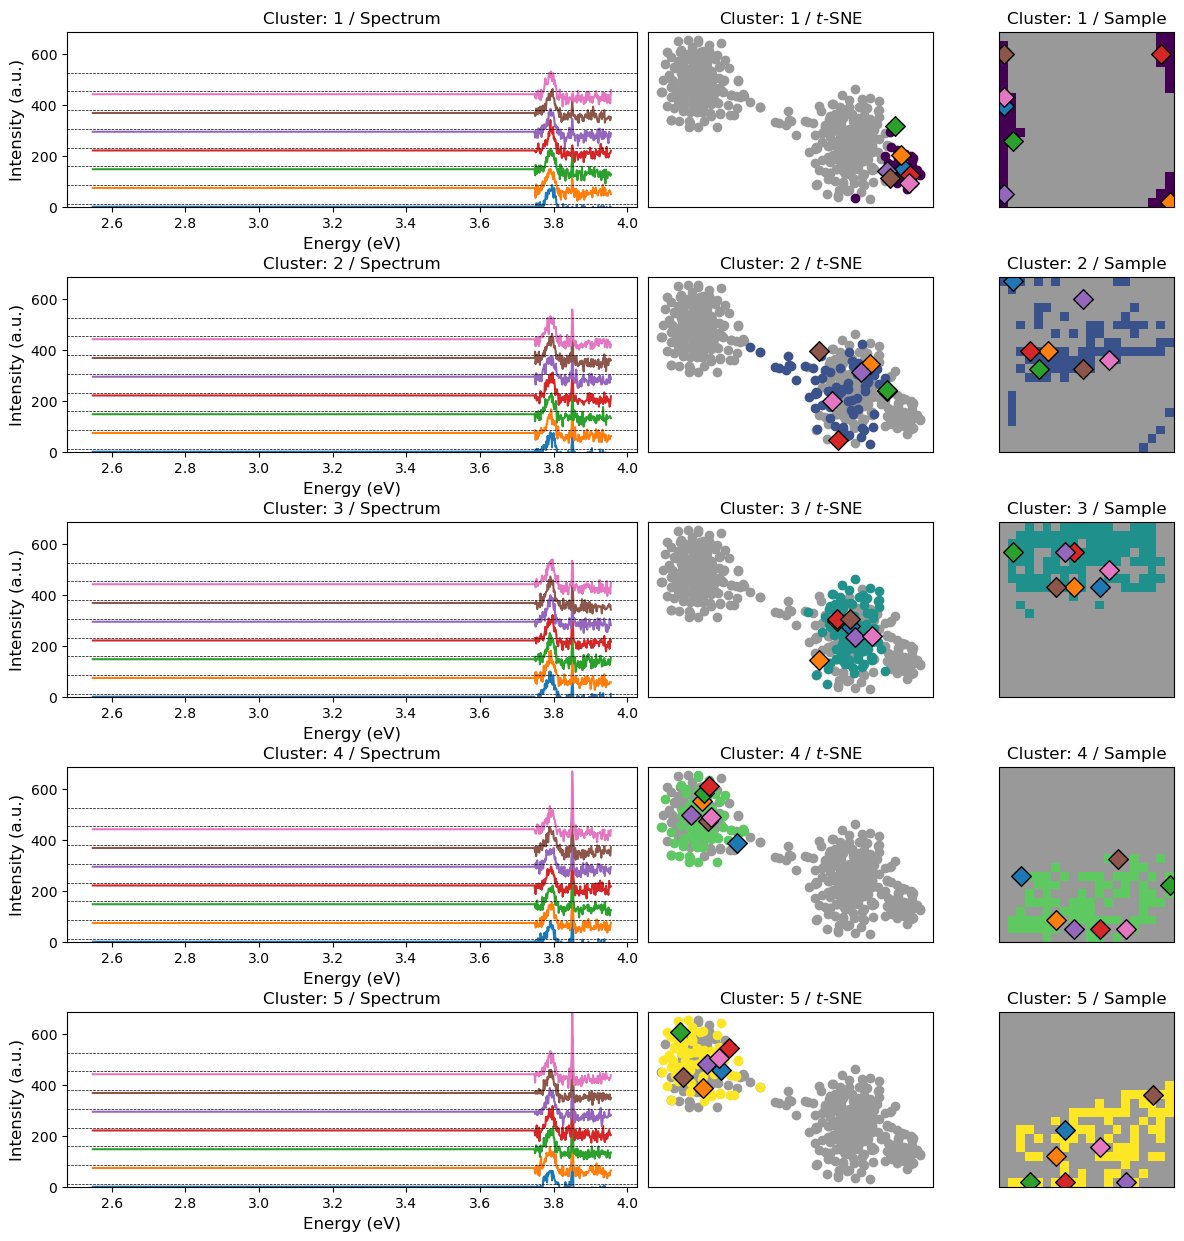 Cluster: 1 / Spectrum
Cluster: 1 / t-SNE
Cluster: 1 / Sample
Intensity (a.u.)
600
400
200
0
2.6 2.8 3.0 3.2 3.4 3.6 3.8 4.0
Energy (eV)
Cluster: 2 / Spectrum
Cluster: 2 / t-SNE
Cluster: 2 / Sample
Intensity (a.u.)
600
400
200
0
2.6 2.8 3.0 3.2 3.4 3.6 3.8 4.0
Energy (eV)
Cluster: 3 / Spectrum
Cluster: 3 / t-SNE
Cluster: 3 / Sample
Intensity (a.u.)
600
400
200
0
2.6 2.8 3.0 3.2 3.4 3.6 3.8 4.0
Energy (eV)
Cluster: 4 / Spectrum
Cluster: 4 / t-SNE
Cluster: 4 / Sample
Intensity (a.u.)
600
400
200
0
2.6 2.8 3.0 3.2 3.4 3.6 3.8 4.0
Energy (eV)
Cluster: 5 / Spectrum
Cluster: 5 / t-SNE
Cluster: 5 / Sample
Intensity (a.u.)
600
400
200
0
2.6 2.8 3.0 3.2 3.4 3.6 3.8 4.0
Energy (eV)